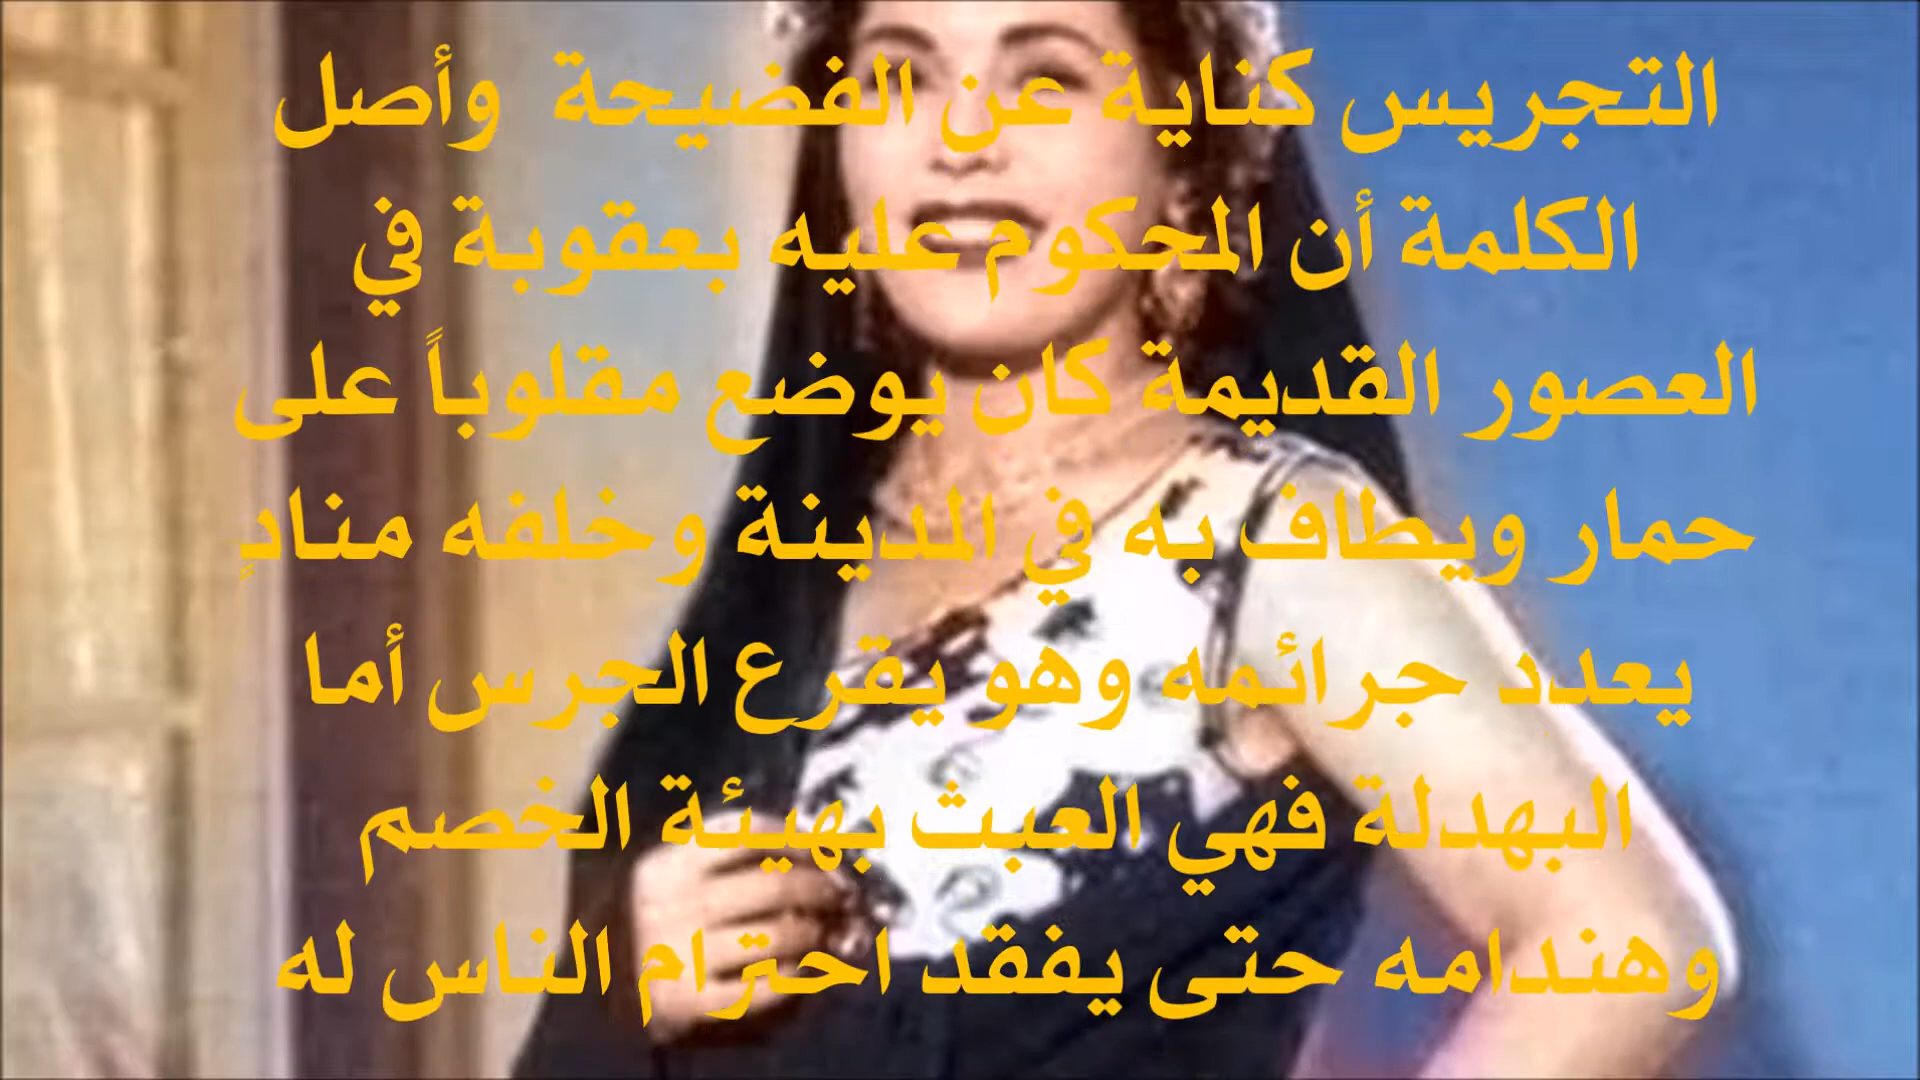 التجريس كناية عن الفضيحة وأصل
الكلمة أن المحكوم عليه بعقوبة في
العصور القديمة كان يوضع مقلوباً على
حمار ويطاف به في المدينة وخلفه منادٍ
يعدد جرائمه وهو يقرع الجرس أما
البهدلة فهي العبث بهيئة الخصم
وهندامه حتى يفقد احترام الناس له